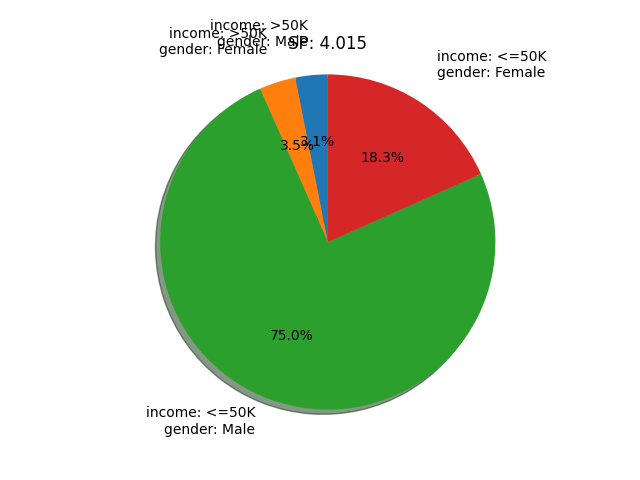 income: >50K
gender: Male
income: >50K
gender: Female
SP: 4.015
income: <=50K
gender: Female
3.1%
3.5%
18.3%
75.0%
income: <=50K
gender: Male